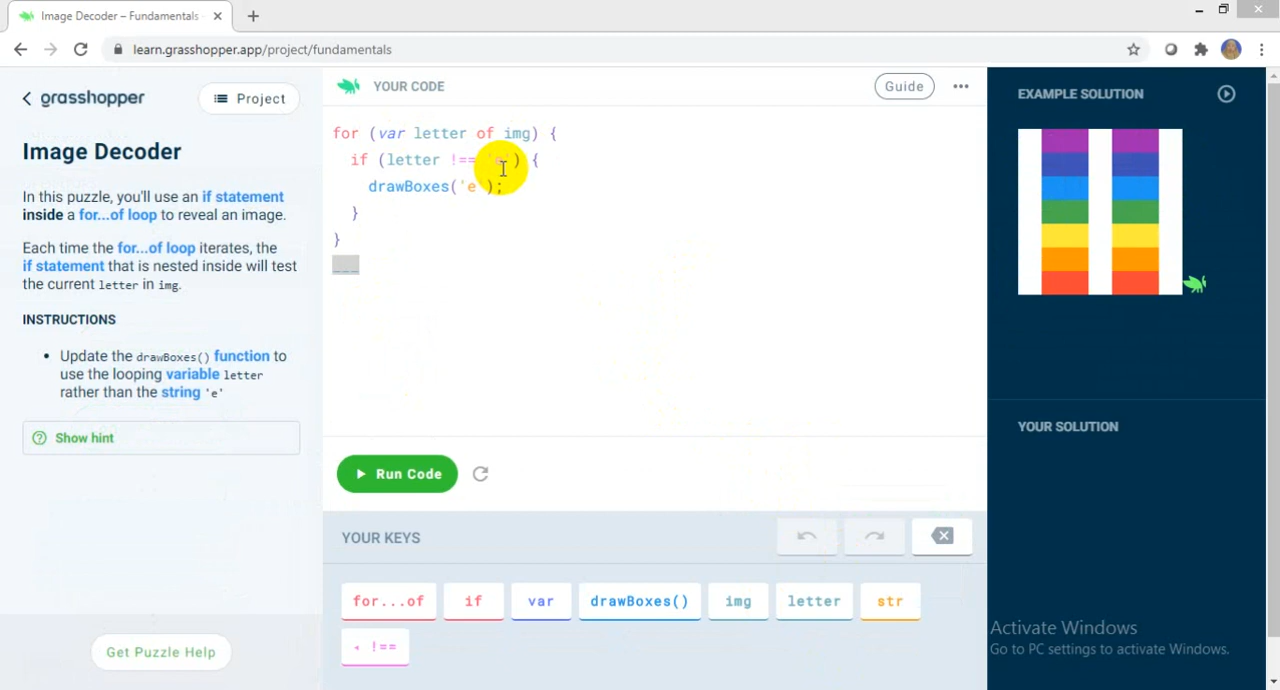 Image Decoder – Fundamentals
learn.grasshopper.app/project/fundamentals
grasshopper
Project
Image Decoder
In this puzzle, you'll use an if statement
inside a for...of loop to reveal an image.
Each time the for...of loop iterates, the
if statement that is nested inside will test
the current letter in img.
INSTRUCTIONS
Update the drawBoxes() function to
use the looping variable letter
rather than the string 'e'
Show hint
Get Puzzle Help
YOUR CODE
Guide
for (var letter of img) {
if (letter !== 'e') {
drawBoxes('e');
}
}
___
Run Code
YOUR KEYS
for...of if var drawBoxes() img letter str
!==
EXAMPLE SOLUTION
YOUR SOLUTION
Activate Windows
Go to PC settings to activate Windows.